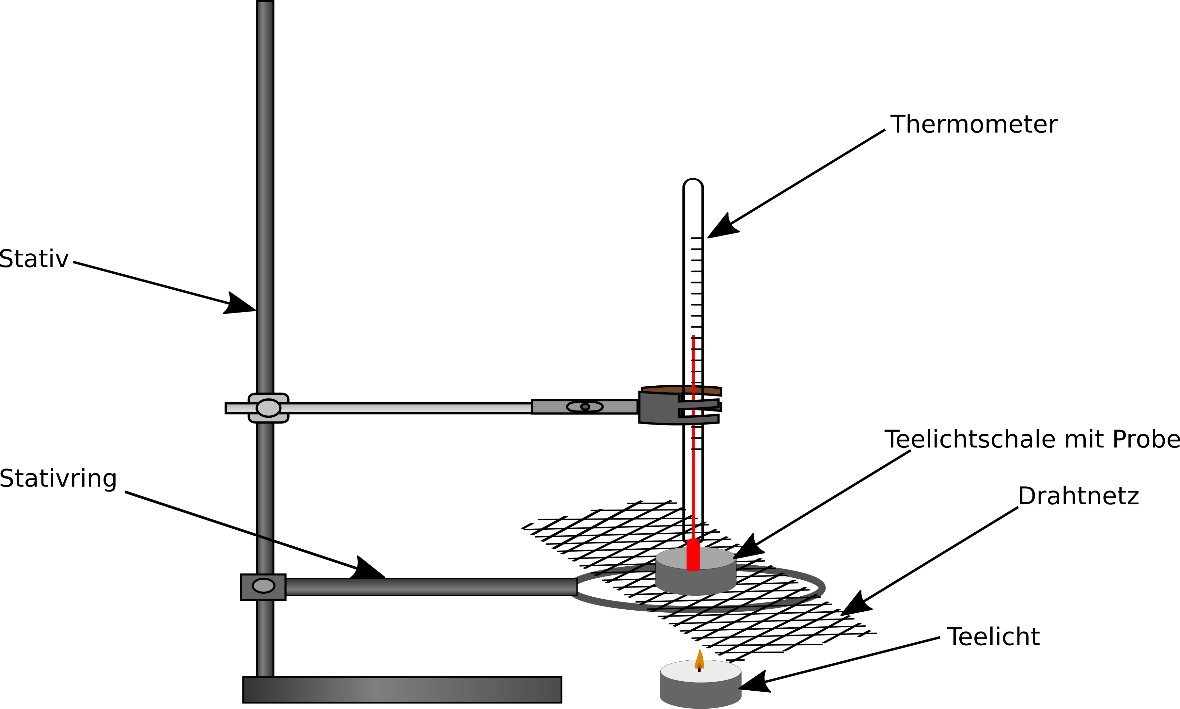 Thermometer
Stativ
Teelichtschale mit Probe
Stativring
Drahtnetz
Teelicht